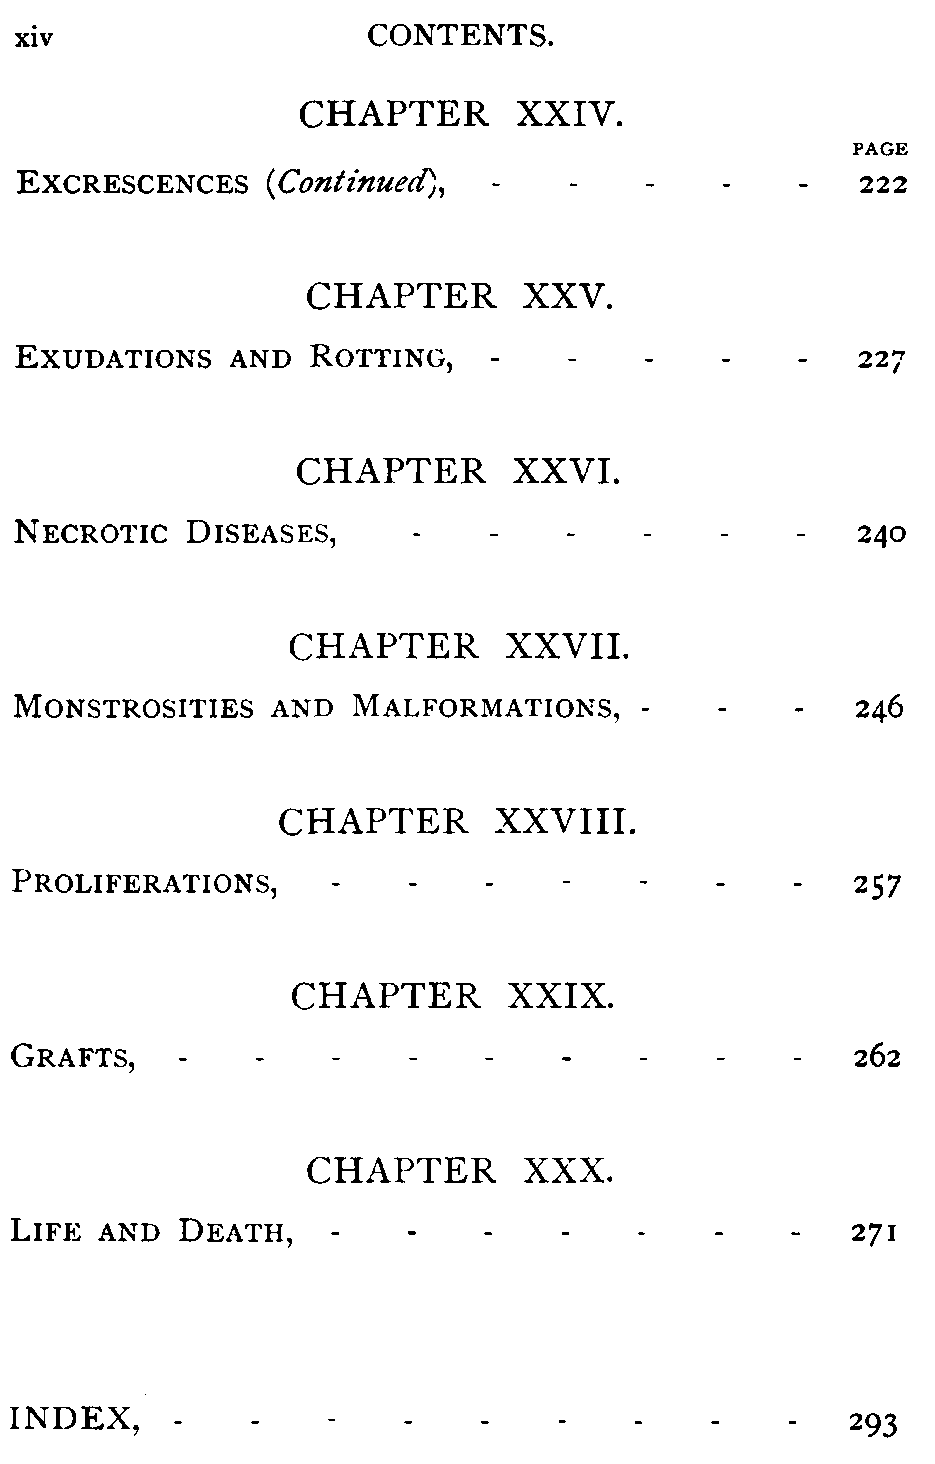 xiv CONTENTS.
CHAPTER XXIV.
PAGE
EXCRESCENCES (Continued), - - - - - 222
CHAPTER XXV.
EXUDATIONS AND ROTTING, - - - - - 227
CHAPTER XXVI.
NECROTIC DISEASES, - - - - - - 240
CHAPTER XXVII.
MONSTROSITIES AND MALFORMATIONS, - - - 246
CHAPTER XXVIII.
PROLIFERATIONS, - - - - - - - 257
CHAPTER XXIX.
GRAFTS, - - - - - - - - - 262
CHAPTER XXX.
LIFE AND DEATH, - - - - - - - 271
INDEX, - - - - - - - - - 293